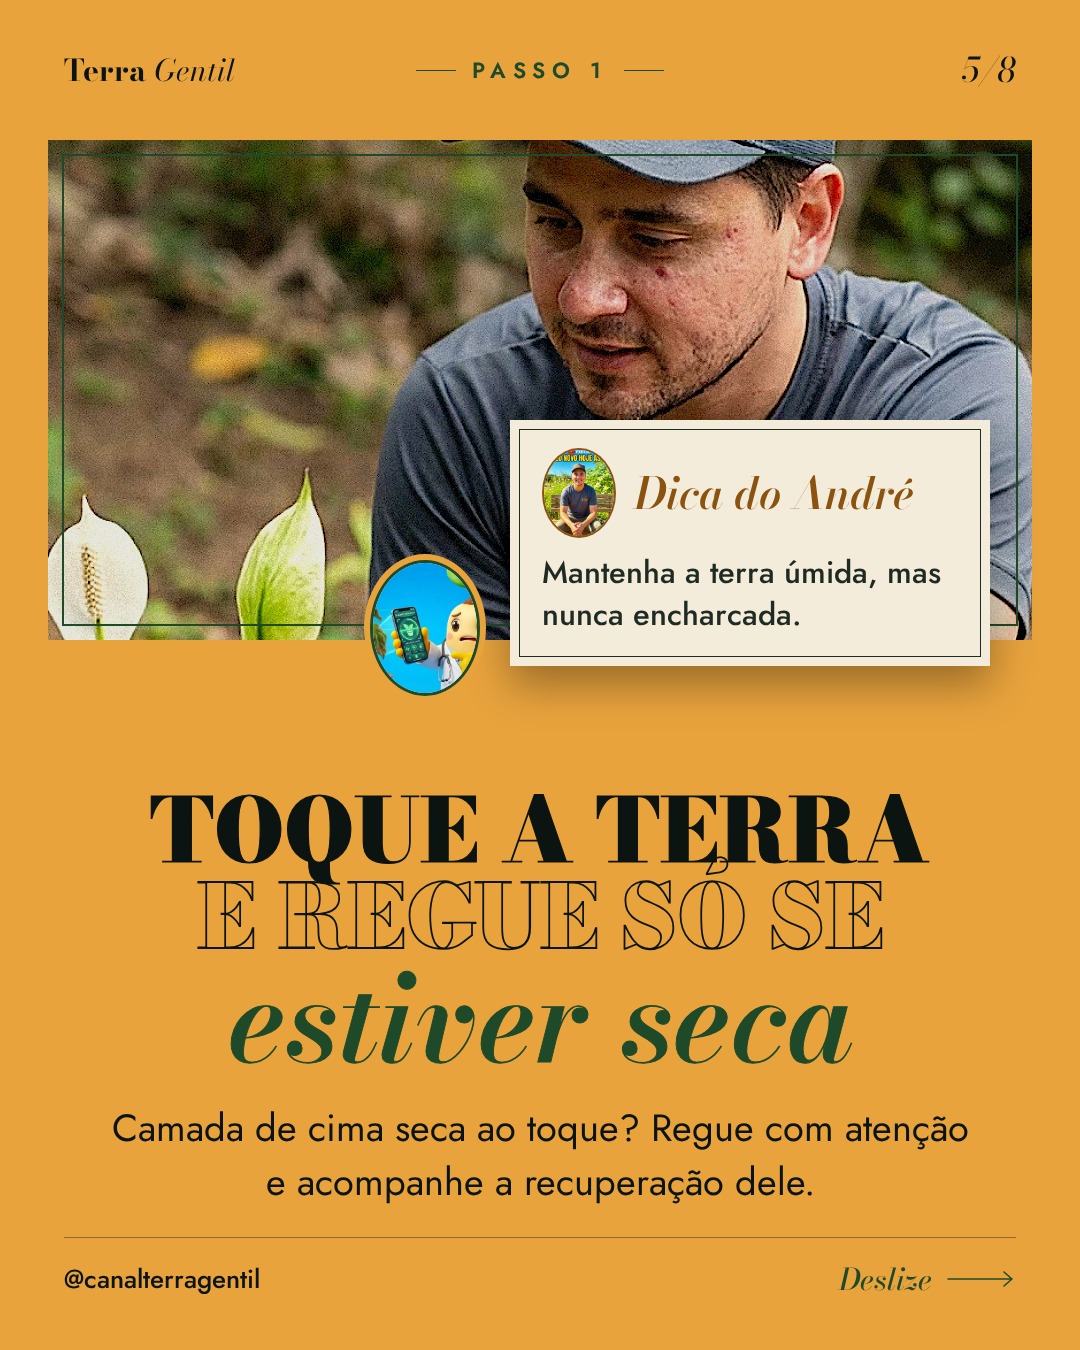 Terra Gentil
PASSO 1
5/8
Dica do André
Mantenha a terra úmida, mas
nunca encharcada.
TOQUE A TERRA
E REGUE SÓ SE
estiver seca
Camada de cima seca ao toque? Regue com atenção
e acompanhe a recuperação dele.
@canalterragentil
Deslize